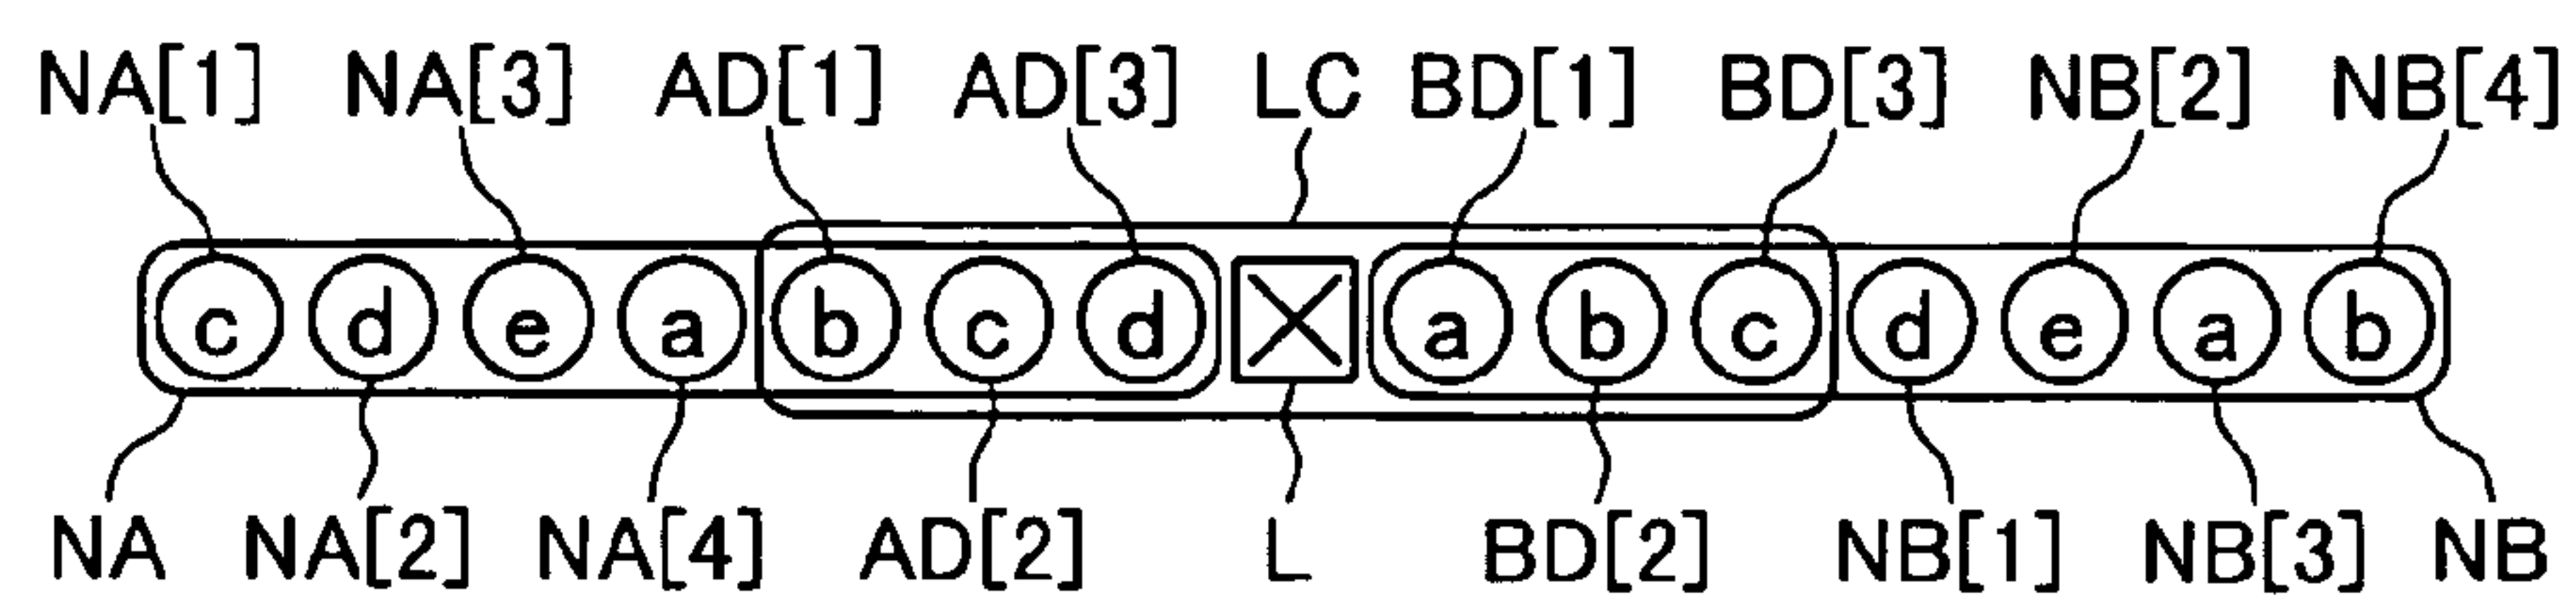 NA[1] NA[3] AD[1] AD[3] LC BD[1] BD[3] NB[2] NB[4]
c d e a b c d a b c d e a b
NA NA[2] NA[4] AD[2] L BD[2] NB[1] NB[3] NB